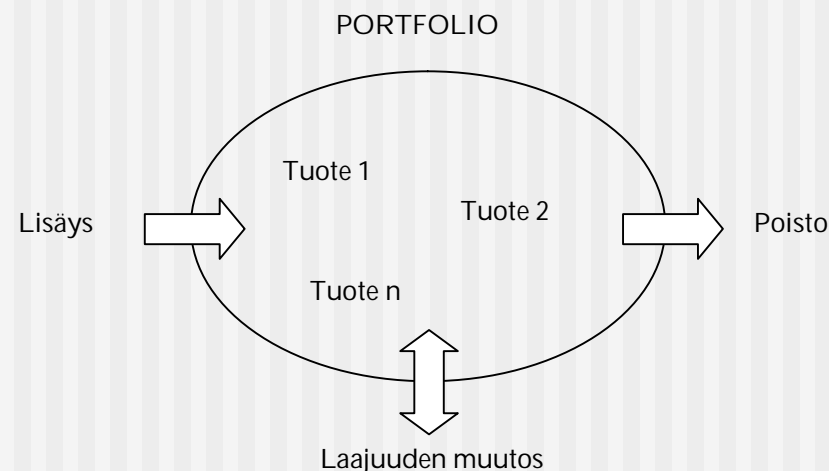 PORTFOLIO
Tuote 1
Tuote 2
Lisäys
Poisto
Tuote n
Laajuuden muutos